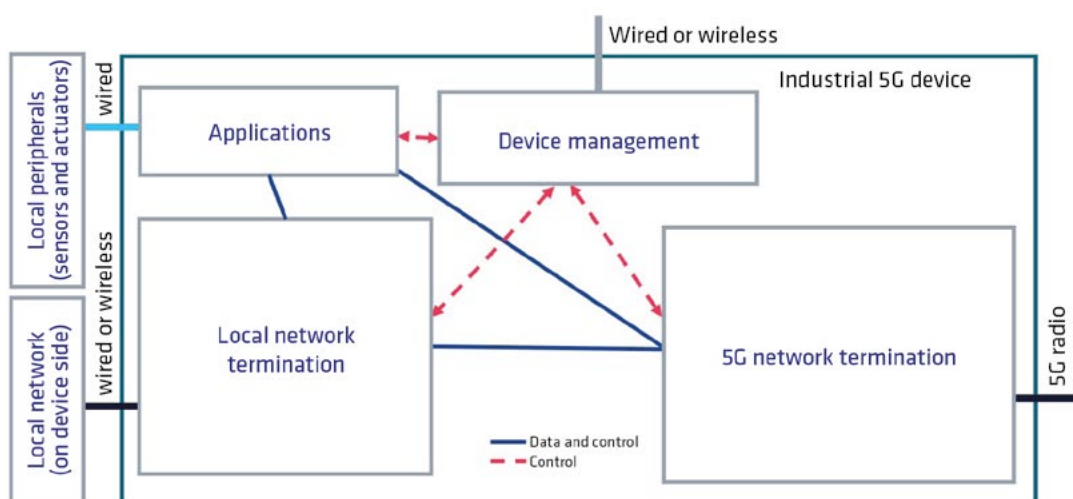 Wired or wireless
Industrial 5G device
Local peripherals
(sensors and actuators)
wired
Applications
Device management
Local network
(on device side)
wired or wireless
Local network
termination
5G network termination
5G radio
Data and control
Control